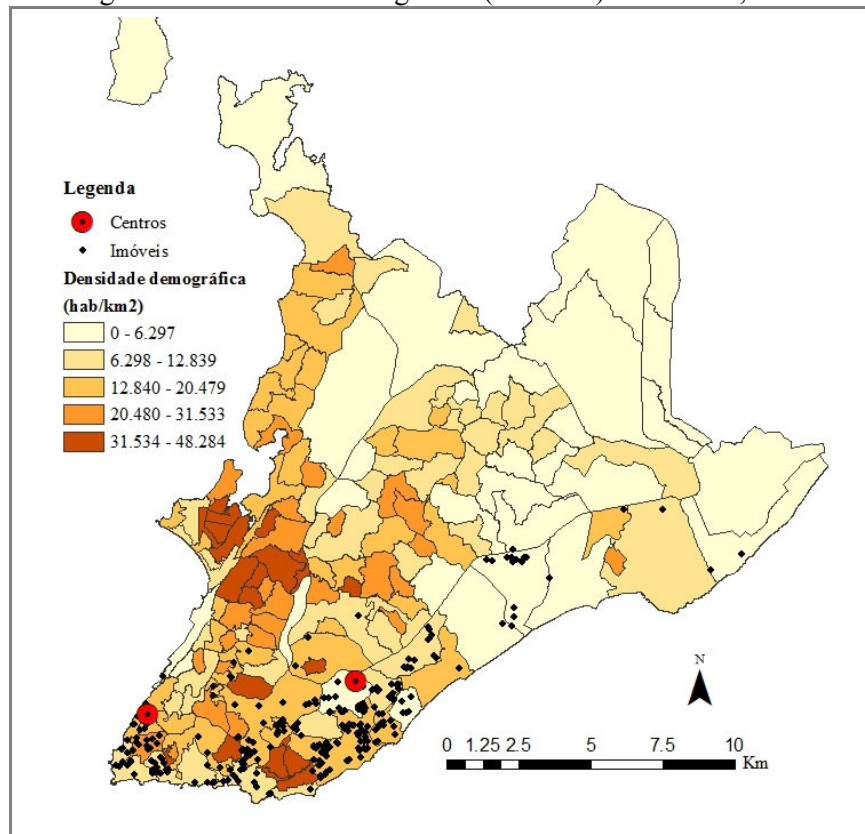 Legenda
Centros
Imóveis
Densidade demográfica
(hab/km2)
0 - 6.297
6.298 - 12.839
12.840 - 20.479
20.480 - 31.533
31.534 - 48.284
N
0 1.25 2.5 5 7.5 10
Km